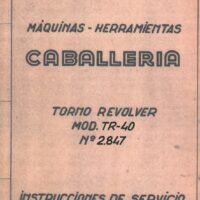 MÁQUINAS - HERRAMIENTAS
CABALLERIA
TORNO REVOLVER
MOD. TR-40
Nº 2.847
INSTRUCCIONES DE SERVICIO